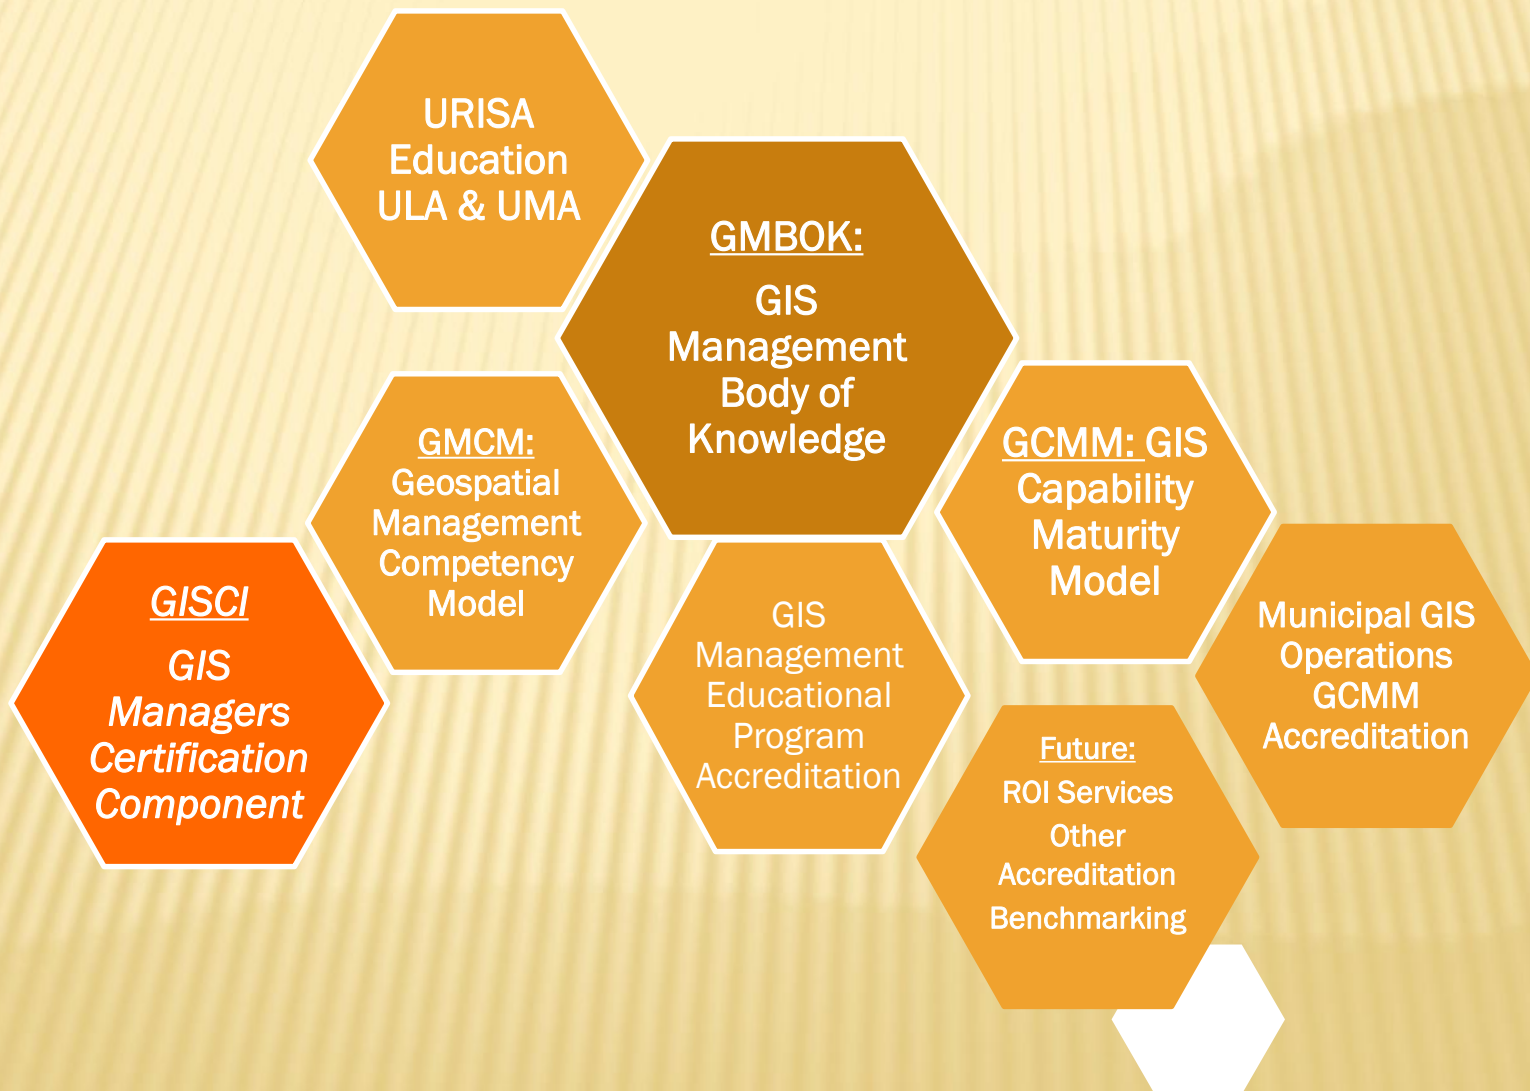 URISA
Education
ULA & UMA
GMBOK:
GIS
Management
Body of
Knowledge
GMCM:
Geospatial
Management
Competency
Model
GCMM: GIS
Capability
Maturity
Model
GISCI
GIS
Managers
Certification
Component
GIS
Management
Educational
Program
Accreditation
Municipal GIS
Operations
GCMM
Accreditation
Future:
ROI Services
Other
Accreditation
Benchmarking